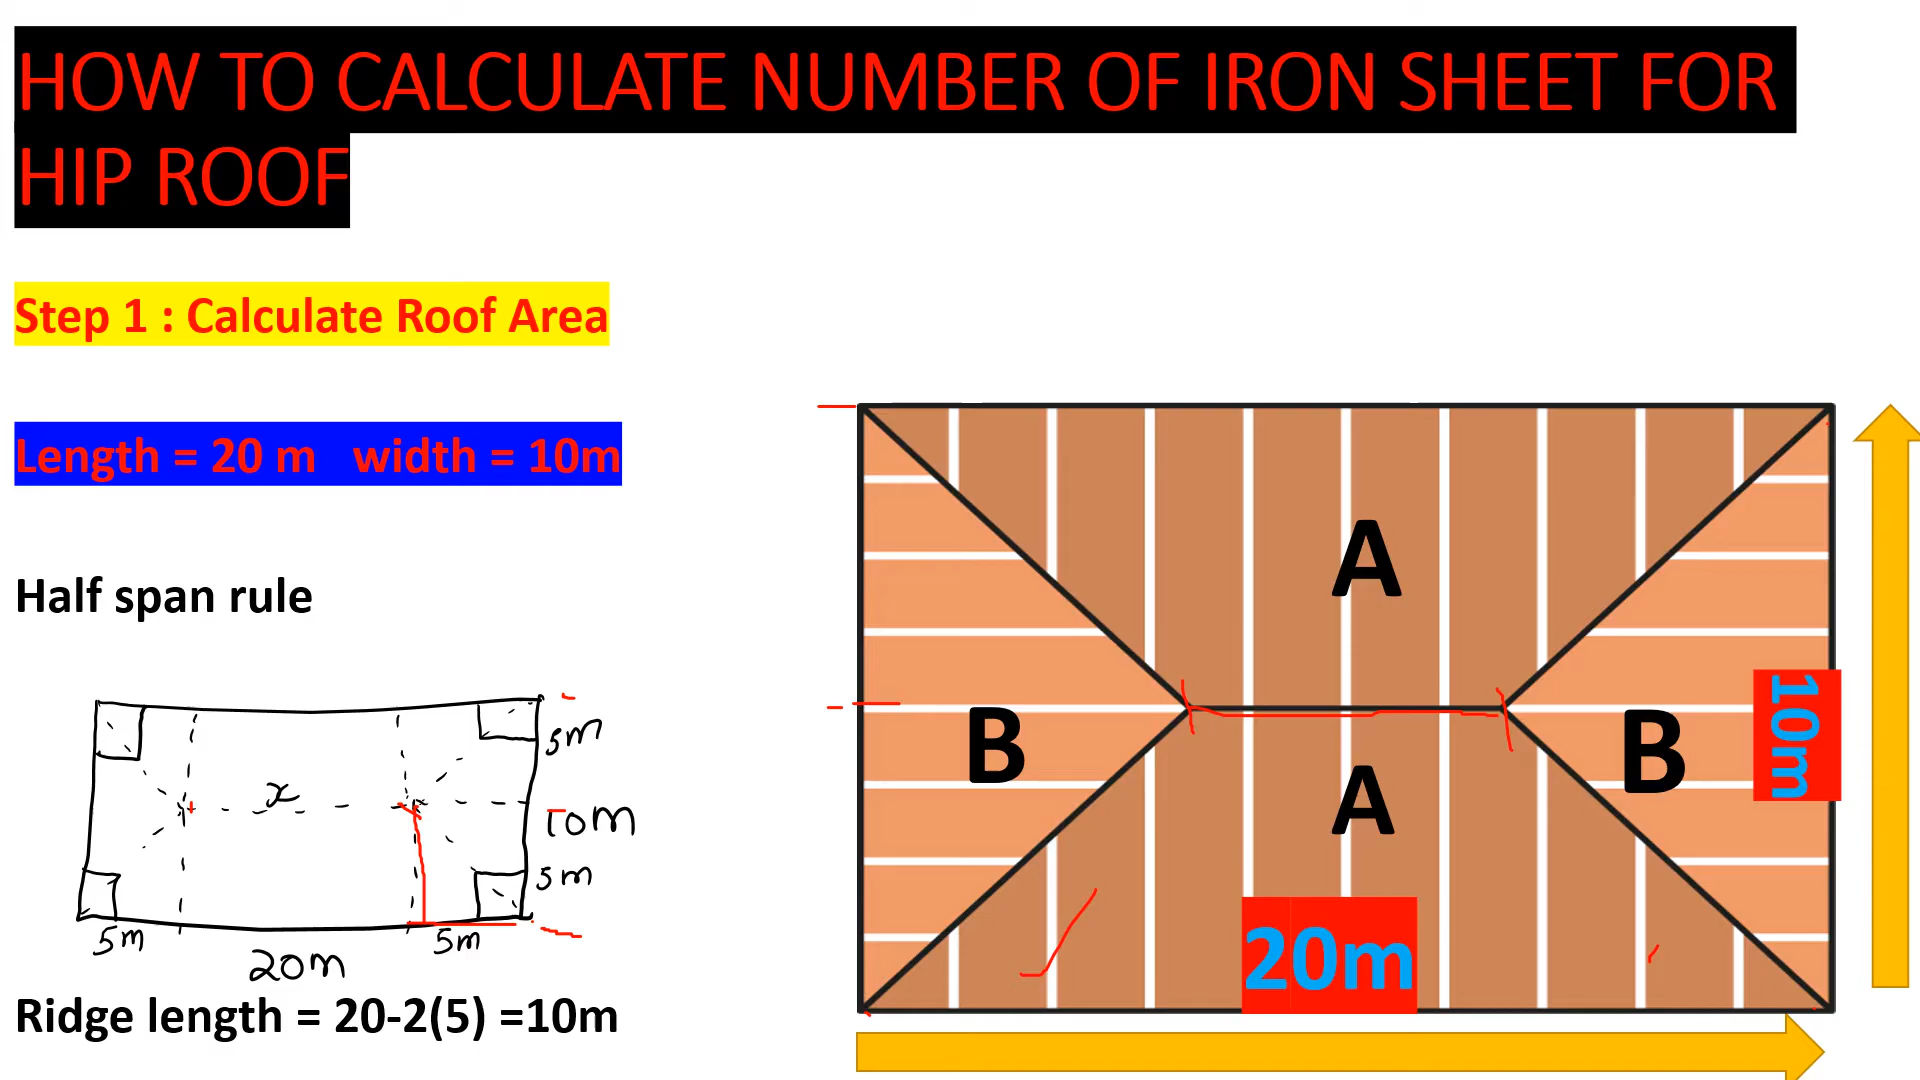 HOW TO CALCULATE NUMBER OF IRON SHEET FOR
HIP ROOF
Step 1 : Calculate Roof Area
Length = 20 m width = 10m
Half span rule
5m
x
10m
5m
5m
5m
20m
Ridge length = 20-2(5) =10m
A
B
B
10m
A
20m